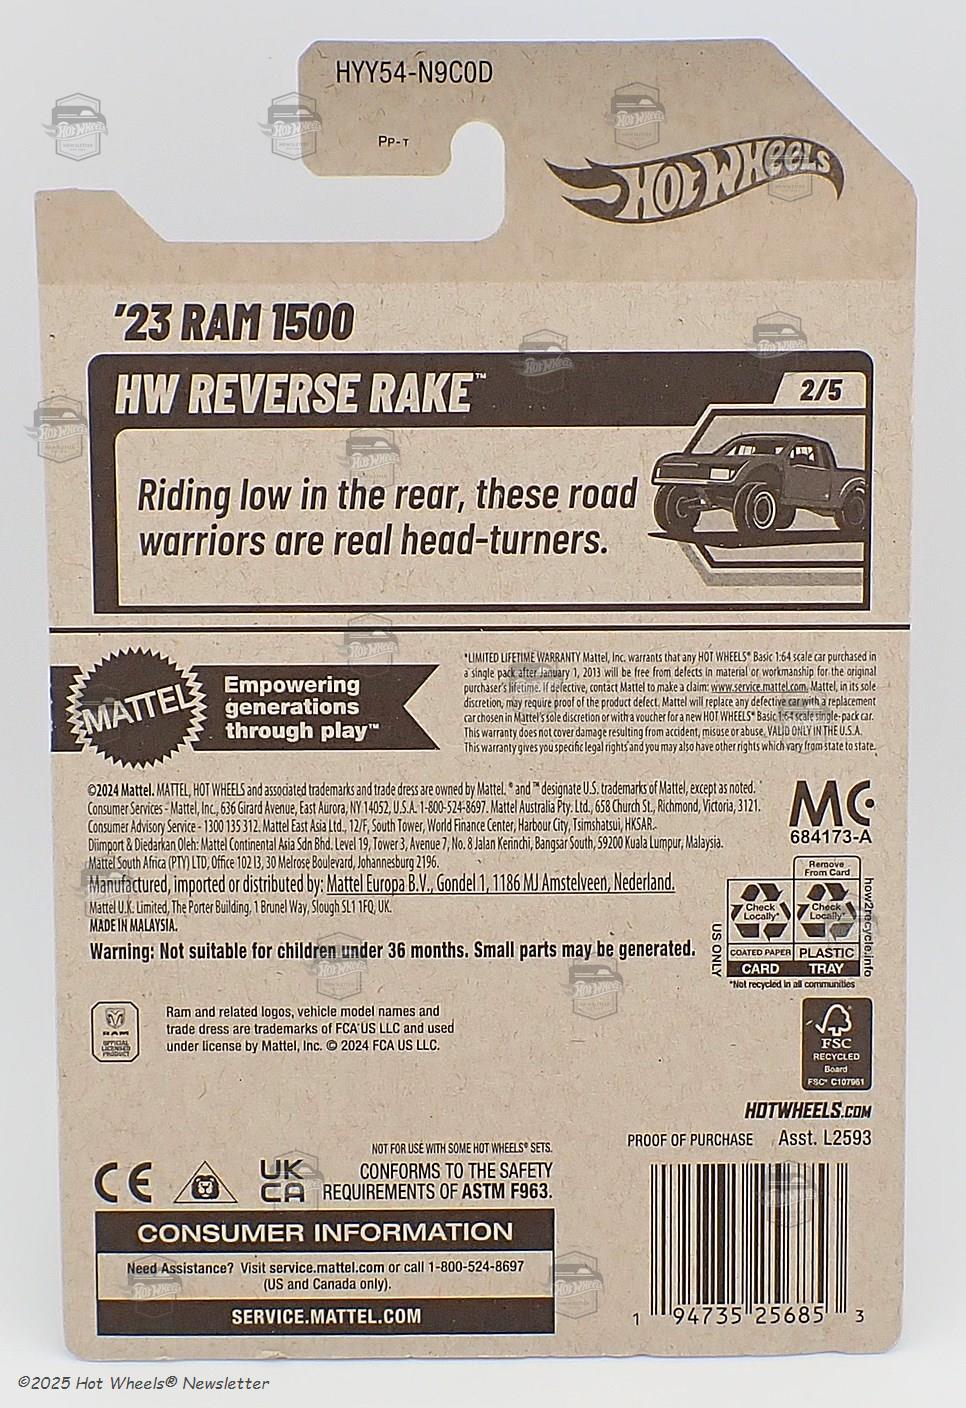 HYY54-N9C0D
PP-T
HOT WHEELS
'23 RAM 1500
HW REVERSE RAKE™
2/5
Riding low in the rear, these road
warriors are real head-turners.
MATTEL
Empowering
generations
through play™
*LIMITED LIFETIME WARRANTY Mattel, Inc. warrants that any HOT WHEELS® Basic 1:64 scale car purchased in
a single pack after January 1, 2013 will be free from defects in material or workmanship for the original
purchaser's lifetime. If defective, contact Mattel to make a claim: www.service.mattel.com. Mattel, in its sole
discretion, may require proof of the product defect. Mattel will replace any defective car with a replacement
car chosen in Mattel's sole discretion or with a voucher for a new HOT WHEELS® Basic 1:64 scale single-pack car.
This warranty does not cover damage resulting from accident, misuse or abuse. VALID ONLY IN THE U.S.A.
This warranty gives you specific legal rights and you may also have other rights which vary from state to state.
©2024 Mattel. MATTEL, HOT WHEELS and associated trademarks and trade dress are owned by Mattel. ® and ™ designate U.S. trademarks of Mattel, except as noted.
Consumer Services - Mattel, Inc., 636 Girard Avenue, East Aurora, NY 14052, U.S.A. 1-800-524-8697. Mattel Australia Pty. Ltd., 658 Church St., Richmond, Victoria, 3121.
Consumer Advisory Service - 1300 135 312. Mattel East Asia Ltd., 12/F, South Tower, World Finance Center, Harbour City, Tsimshatsui, HKSAR.
Diimport & Diedarkan Oleh: Mattel Continental Asia Sdn Bhd. Level 19, Tower 3, Avenue 7, No. 8 Jalan Kerinchi, Bangsar South, 59200 Kuala Lumpur, Malaysia.
Mattel South Africa (PTY) LTD, Office 102 I3, 30 Melrose Boulevard, Johannesburg 2196.
Manufactured, imported or distributed by: Mattel Europa B.V., Gondel 1, 1186 MJ Amstelveen, Nederland.
Mattel U.K. Limited, The Porter Building, 1 Brunel Way, Slough SL1 1FQ, UK.
MADE IN MALAYSIA.
Warning: Not suitable for children under 36 months. Small parts may be generated.
MC
684173-A
Remove
From Card
Check
Locally*
Check
Locally*
COATED PAPER
PLASTIC
CARD
TRAY
US ONLY
how2recycle.info
*Not recycled in all communities
RAM
OFFICIAL
LICENSED
PRODUCT
Ram and related logos, vehicle model names and
trade dress are trademarks of FCA US LLC and used
under license by Mattel, Inc. © 2024 FCA US LLC.
FSC
RECYCLED
Board
FSC® C107961
HOTWHEELS.COM
PROOF OF PURCHASE Asst. L2593
NOT FOR USE WITH SOME HOT WHEELS® SETS.
CE
UK
CA
CONFORMS TO THE SAFETY
REQUIREMENTS OF ASTM F963.
CONSUMER INFORMATION
Need Assistance? Visit service.mattel.com or call 1-800-524-8697
(US and Canada only).
SERVICE.MATTEL.COM
1 94735 25685 3
©2025 Hot Wheels® Newsletter